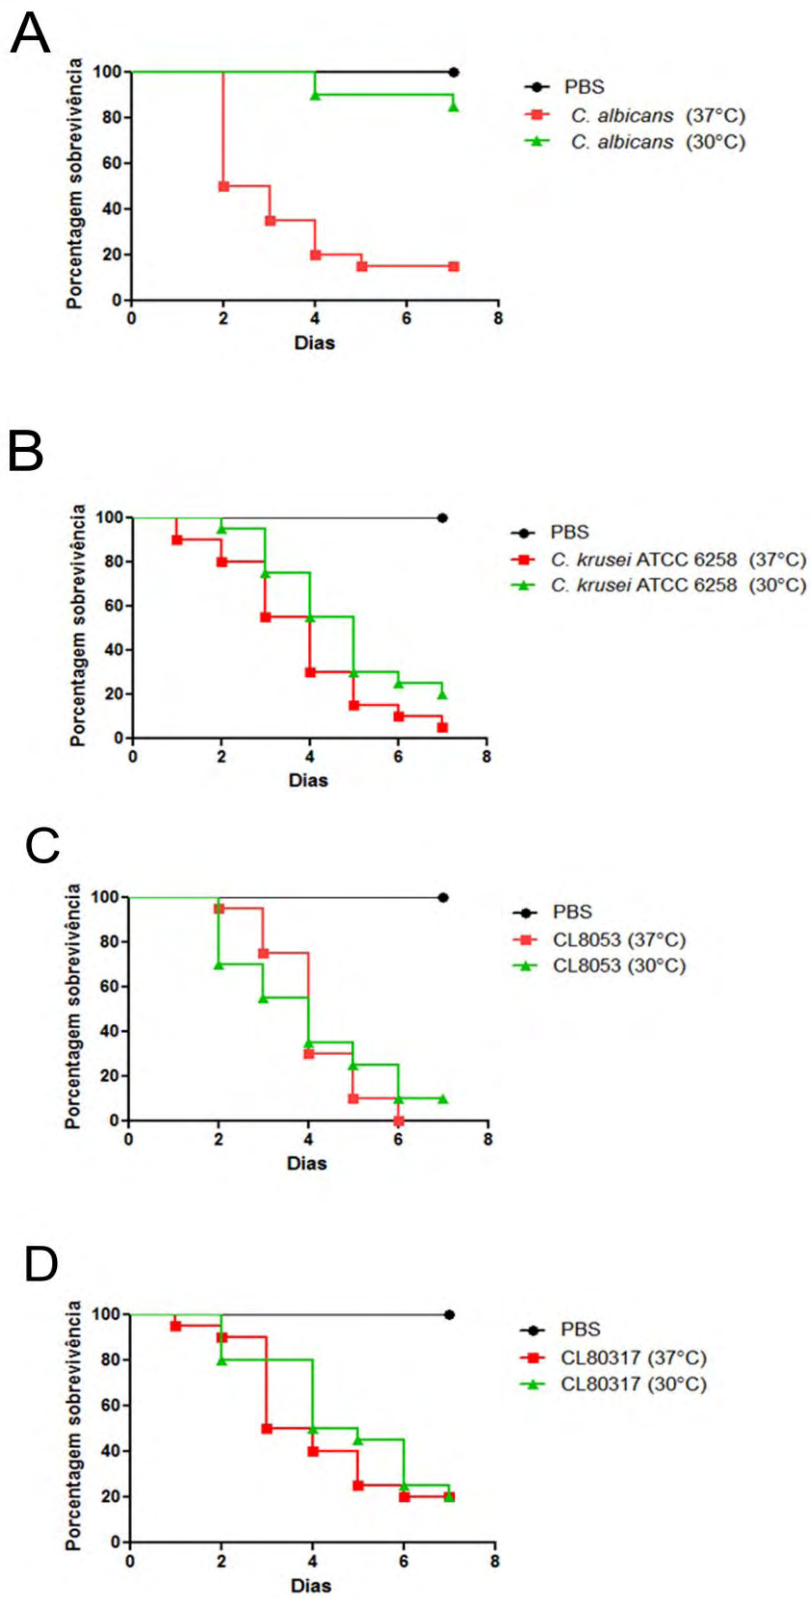 A
Porcentagem sobrevivência
100
80
60
40
20
0
0 2 4 6 8
Dias
PBS
C. albicans (37°C)
C. albicans (30°C)
B
Porcentagem sobrevivência
100
80
60
40
20
0
0 2 4 6 8
Dias
PBS
C. krusei ATCC 6258 (37°C)
C. krusei ATCC 6258 (30°C)
C
Porcentagem sobrevivência
100
80
60
40
20
0
0 2 4 6 8
Dias
PBS
CL8053 (37°C)
CL8053 (30°C)
D
Porcentagem sobrevivência
100
80
60
40
20
0
0 2 4 6 8
Dias
PBS
CL80317 (37°C)
CL80317 (30°C)